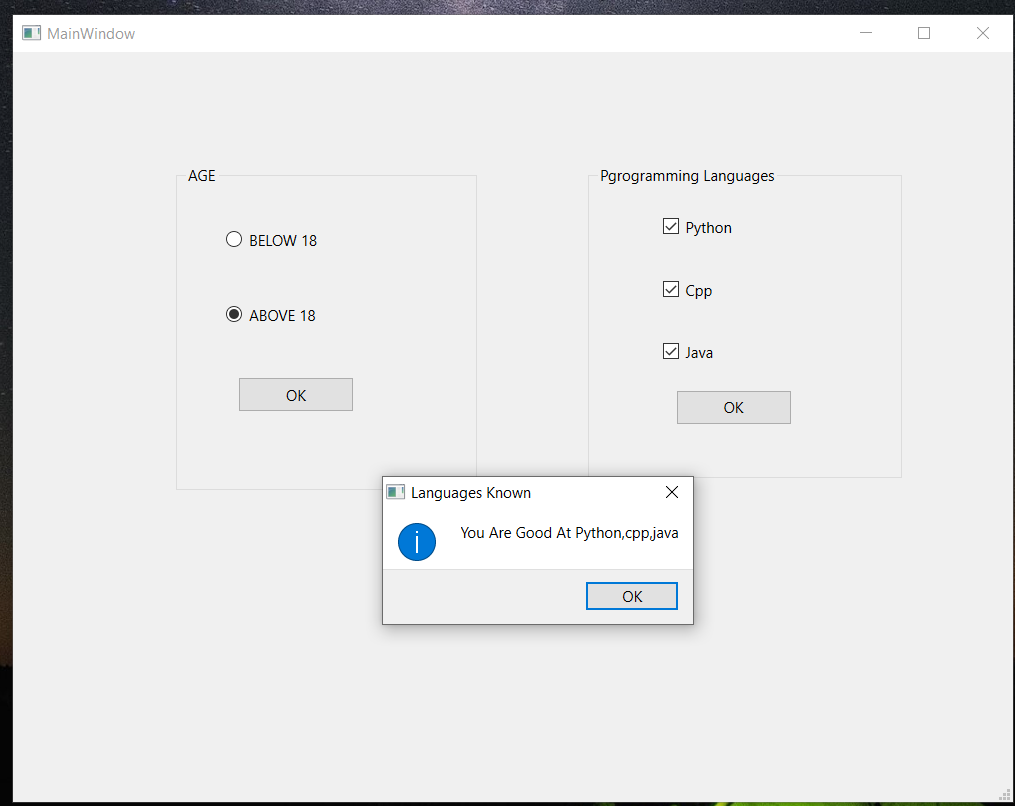 MainWindow
AGE
BELOW 18
ABOVE 18
OK
Pgrogramming Languages
Python
Cpp
Java
OK
Languages Known
You Are Good At Python,cpp,java
OK